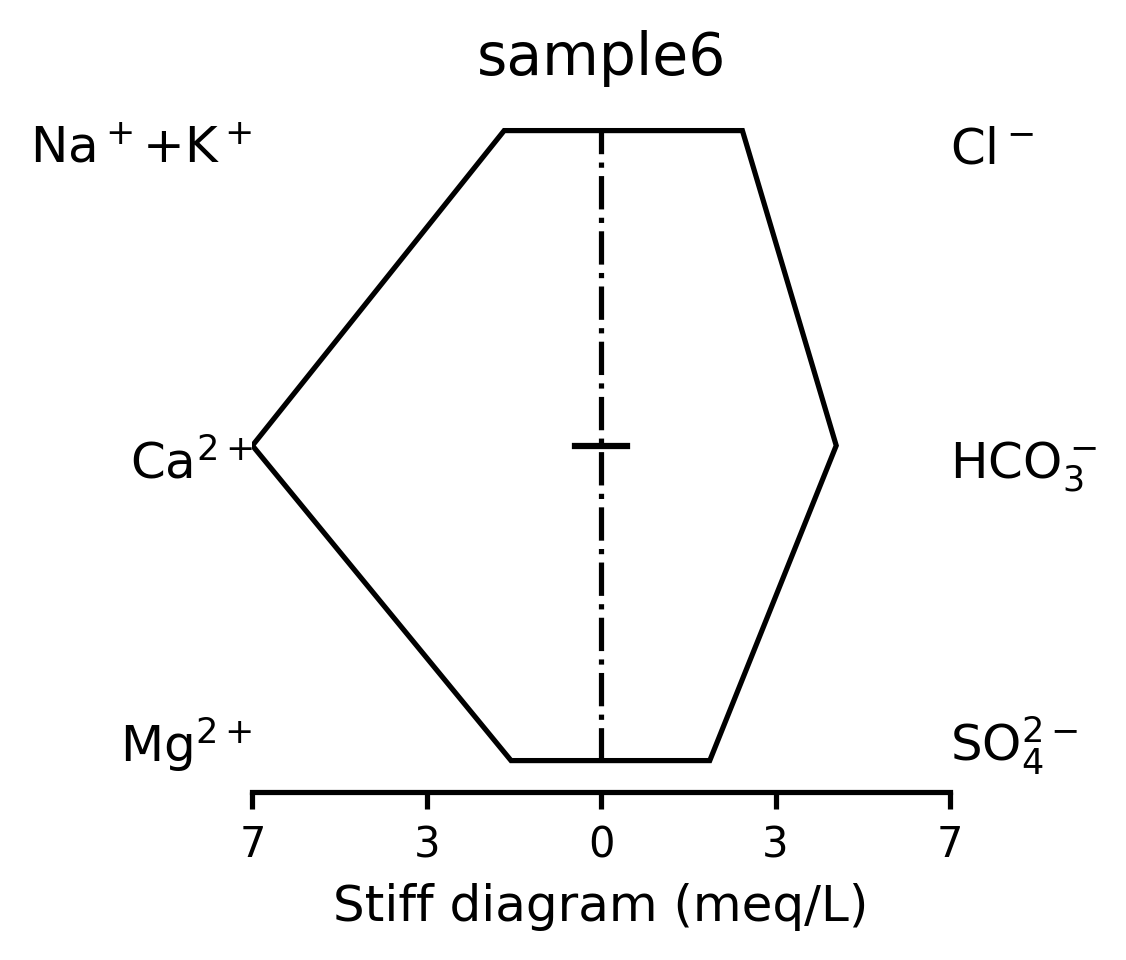 sample6
Na⁺+K⁺ Cl⁻
Ca²⁺ HCO₃⁻
Mg²⁺ SO₄²⁻
7 3 0 3 7
Stiff diagram (meq/L)